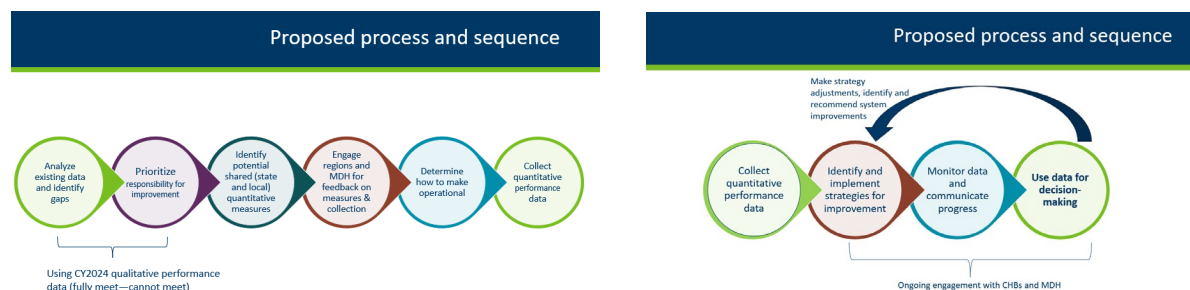 Proposed process and sequence
Analyze
existing data
and identify
gaps
Prioritize
responsibility for
improvement
Identify
potential
shared (state
and local)
quantitative
measures
Engage
regions and
MDH for
feedback on
measures &
collection
Determine
how to make
operational
Collect
quantitative
performance
data
Using CY2024 qualitative performance
data (fully meet—cannot meet)
Proposed process and sequence
Make strategy
adjustments, identify and
recommend system
improvements
Collect
quantitative
performance
data
Identify and
implement
strategies for
improvement
Monitor data
and
communicate
progress
Use data for
decision-
making
Ongoing engagement with CHBs and MDH